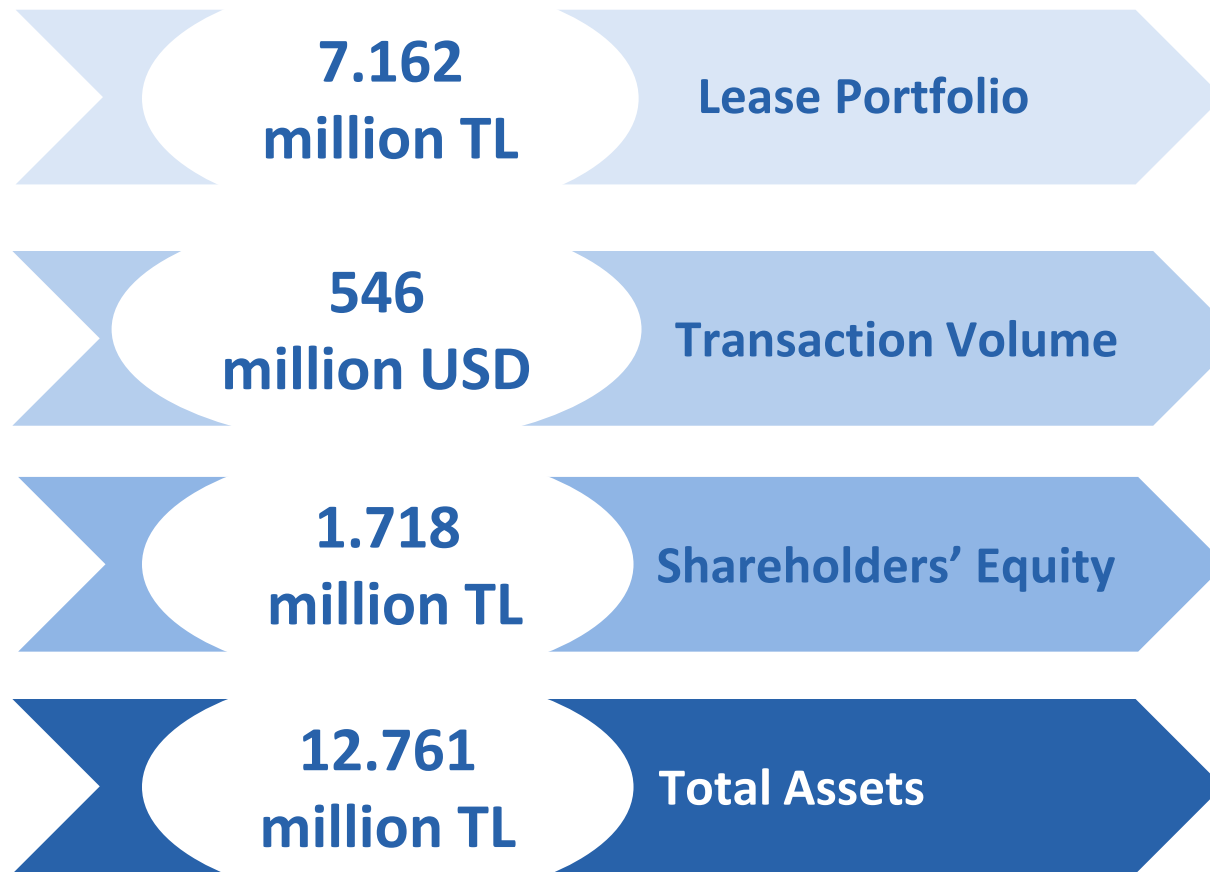 7.162
million TL
Lease Portfolio
546
million USD
Transaction Volume
1.718
million TL
Shareholders’ Equity
12.761
million TL
Total Assets